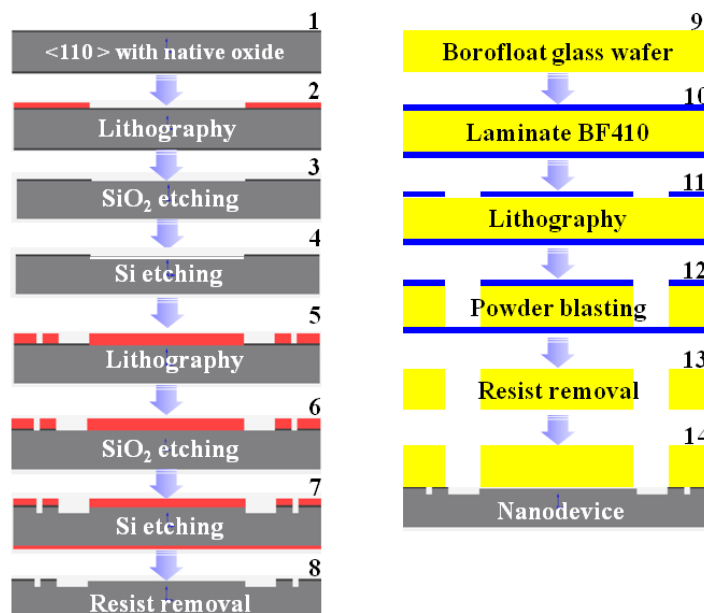 1
<110 > with native oxide
2
Lithography
3
SiO₂ etching
4
Si etching
5
Lithography
6
SiO₂ etching
7
Si etching
8
Resist removal
9
Borofloat glass wafer
10
Laminate BF410
11
Lithography
12
Powder blasting
13
Resist removal
14
Nanodevice